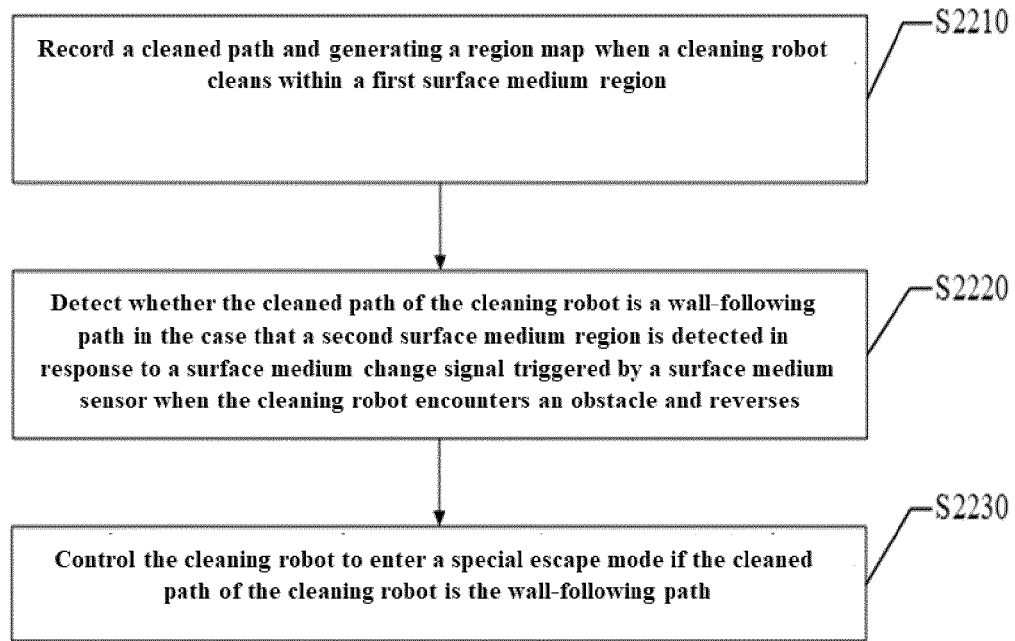 S2210
Record a cleaned path and generating a region map when a cleaning robot
cleans within a first surface medium region
S2220
Detect whether the cleaned path of the cleaning robot is a wall-following
path in the case that a second surface medium region is detected in
response to a surface medium change signal triggered by a surface medium
sensor when the cleaning robot encounters an obstacle and reverses
S2230
Control the cleaning robot to enter a special escape mode if the cleaned
path of the cleaning robot is the wall-following path